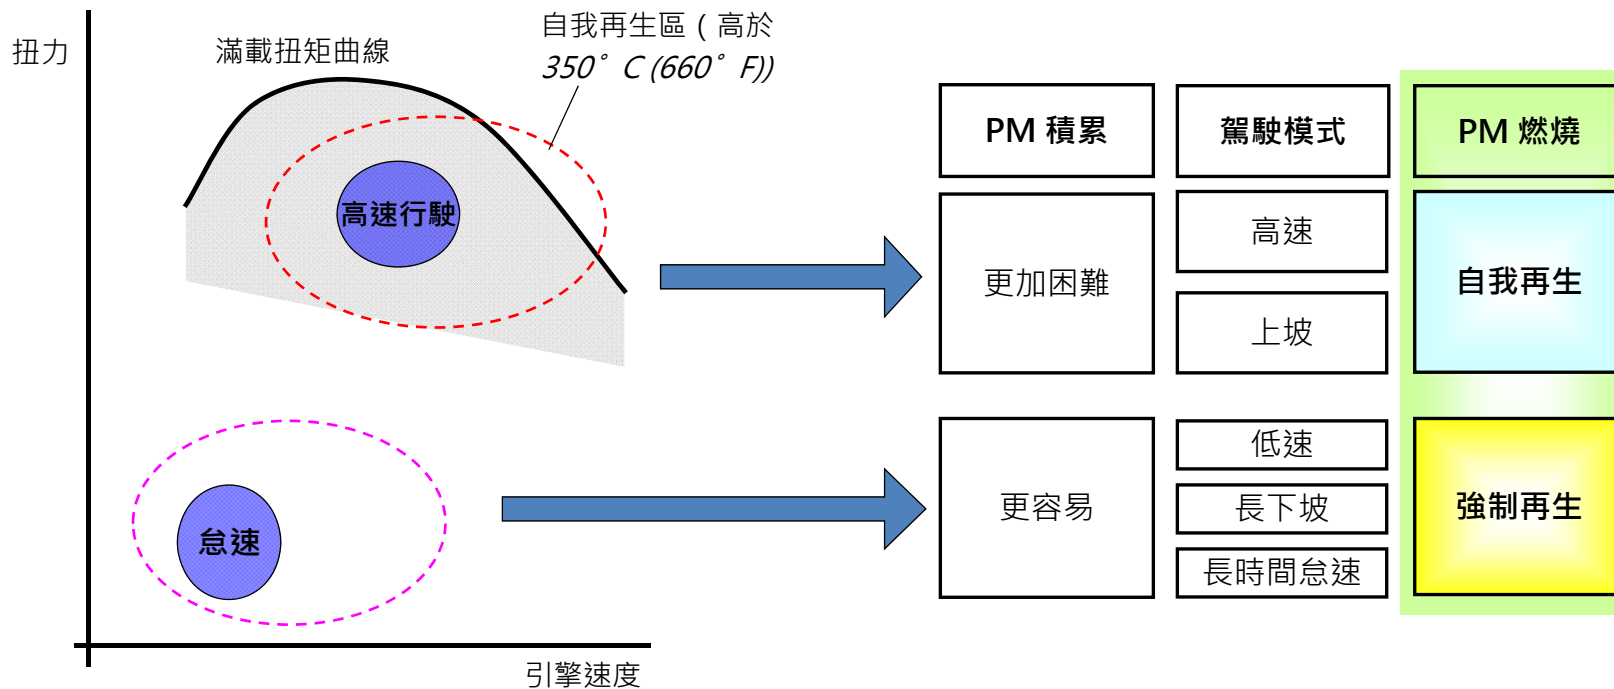 扭力
滿載扭矩曲線
自我再生區 ( 高於
350°C (660°F))
高速行駛
怠速
引擎速度
PM 積累
駕駛模式
PM 燃燒
更加困難
高速
上坡
自我再生
更容易
低速
長下坡
長時間怠速
強制再生